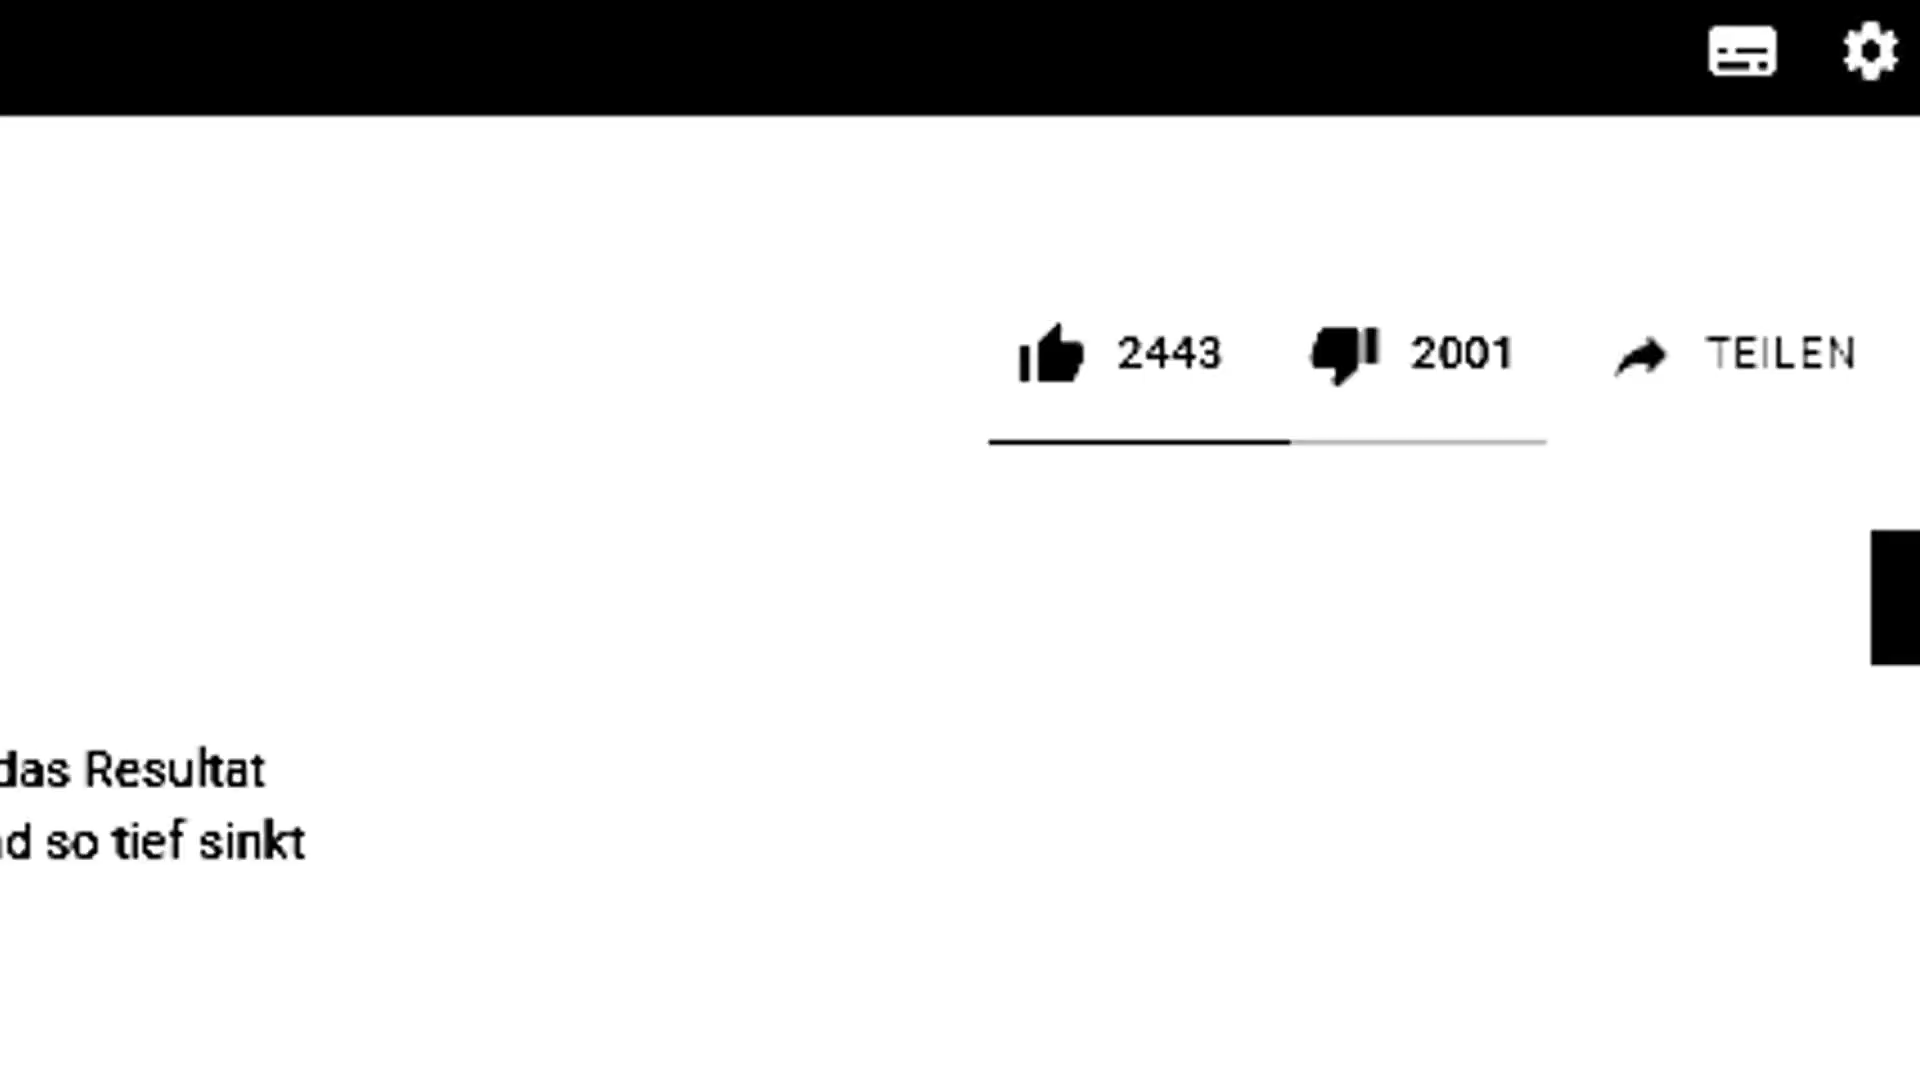 2443 2001 TEILEN
das Resultat
so tief sinkt